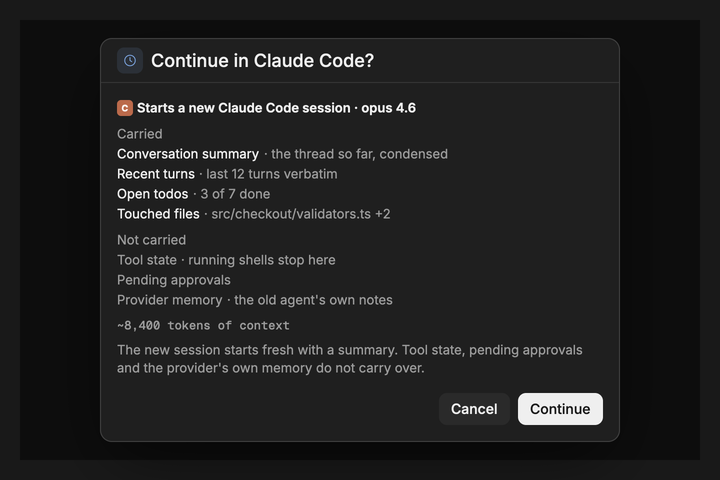 Continue in Claude Code?
C Starts a new Claude Code session · opus 4.6
Carried
Conversation summary · the thread so far, condensed
Recent turns · last 12 turns verbatim
Open todos · 3 of 7 done
Touched files · src/checkout/validators.ts +2
Not carried
Tool state · running shells stop here
Pending approvals
Provider memory · the old agent's own notes
~8,400 tokens of context
The new session starts fresh with a summary. Tool state, pending approvals
and the provider's own memory do not carry over.
Cancel Continue